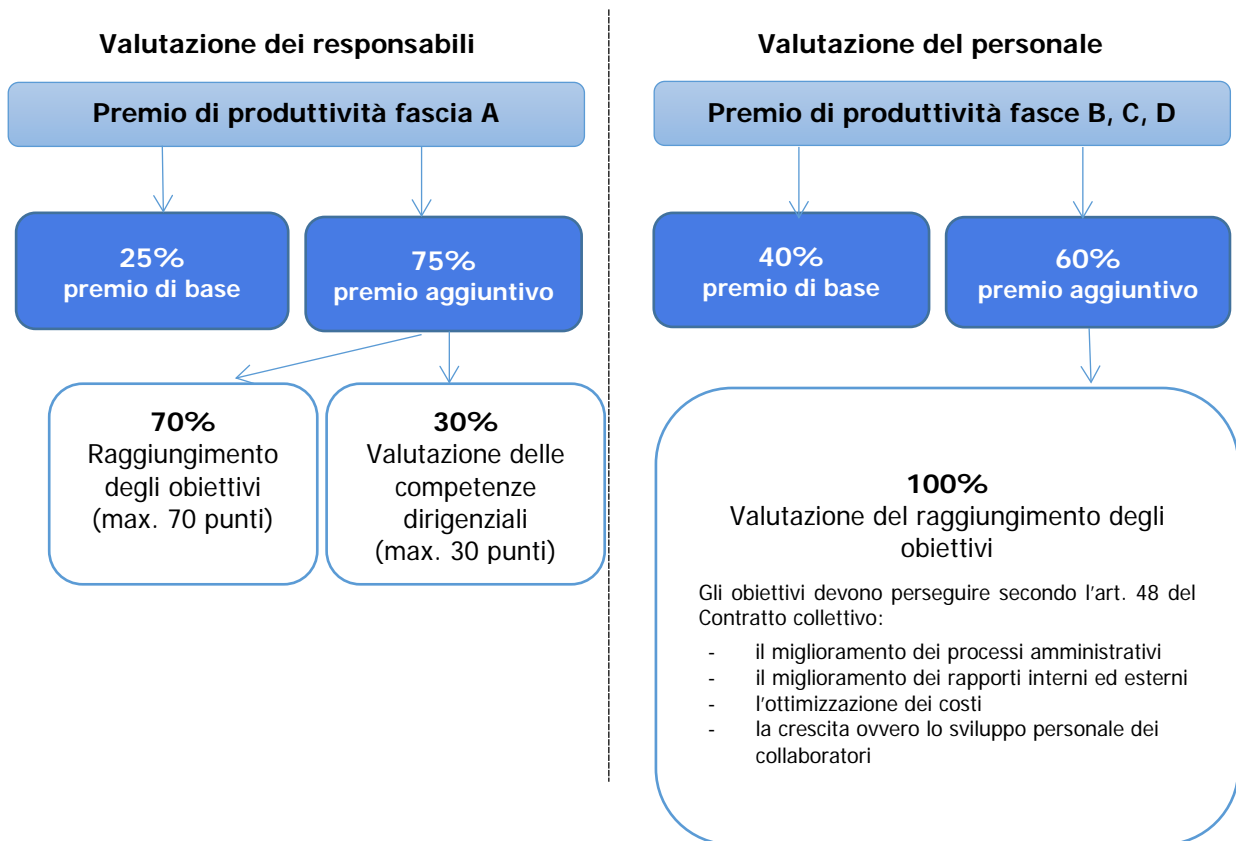 Valutazione dei responsabili
Premio di produttività fascia A
25%
premio di base
75%
premio aggiuntivo
70%
Raggiungimento
degli obiettivi
(max. 70 punti)
30%
Valutazione delle
competenze
dirigenziali
(max. 30 punti)
Valutazione del personale
Premio di produttività fasce B, C, D
40%
premio di base
60%
premio aggiuntivo
100%
Valutazione del raggiungimento degli
obiettivi
Gli obiettivi devono perseguire secondo l'art. 48 del
Contratto collettivo:
- il miglioramento dei processi amministrativi
- il miglioramento dei rapporti interni ed esterni
- l'ottimizzazione dei costi
- la crescita ovvero lo sviluppo personale dei
collaboratori